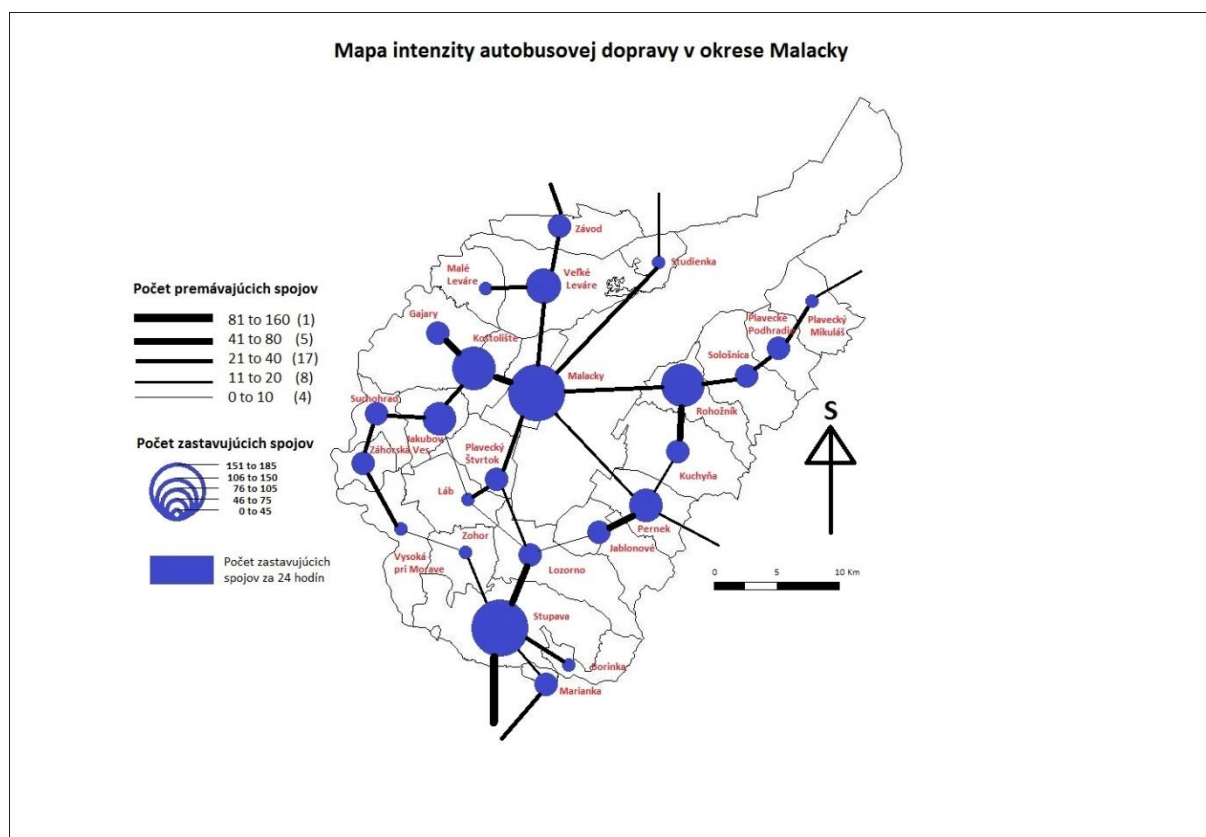 Mapa intenzity autobusovej dopravy v okrese Malacky
Počet premávajúcich spojov
81 to 160 (1)
41 to 80 (5)
21 to 40 (17)
11 to 20 (8)
0 to 10 (4)
Počet zastavujúcich spojov
151 to 185
106 to 150
76 to 105
46 to 75
0 to 45
Počet zastavujúcich
spojov za 24 hodín
Závod
Studienka
Malé
Leváre
Veľké
Leváre
Gajary
Kostolište
Plavecké
Podhradie
Plavecký
Mikuláš
Sološnica
Malacky
Rohožník
Suchohrad
Jakubov
Záhorská Ves
Plavecký
Štvrtok
Kuchyňa
Láb
Pernek
Jablonové
Vysoká
pri Morave
Zohor
Lozorno
Stupava
Borinka
Marianka
S
0 5 10 Km